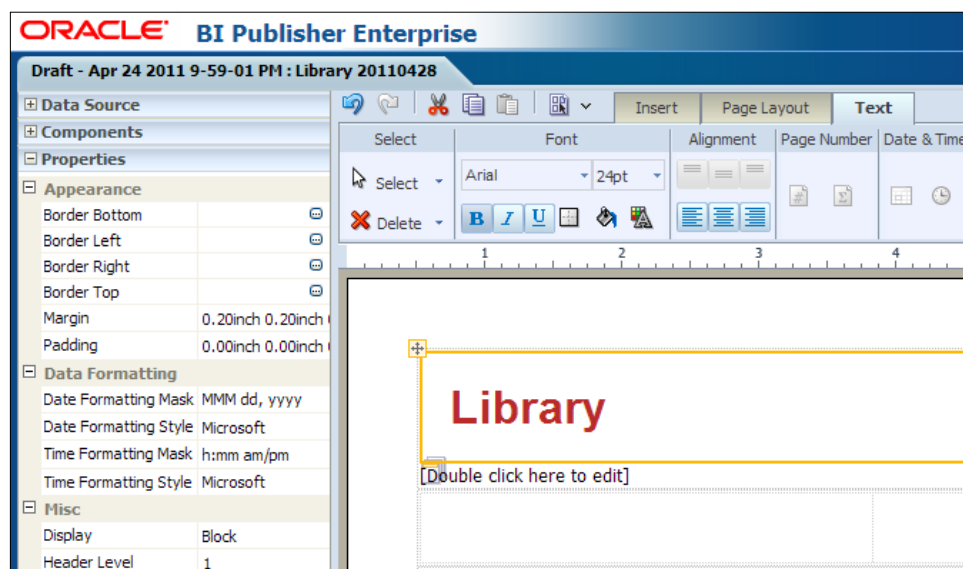 ORACLE BI Publisher Enterprise
Draft - Apr 24 2011 9-59-01 PM : Library 20110428
Data Source
Components
Properties
Appearance
Border Bottom
Border Left
Border Right
Border Top
Margin 0.20inch 0.20inch
Padding 0.00inch 0.00inch
Data Formatting
Date Formatting Mask MMM dd, yyyy
Date Formatting Style Microsoft
Time Formatting Mask h:mm am/pm
Time Formatting Style Microsoft
Misc
Display Block
Header Level 1
Insert Page Layout Text
Select Font Alignment Page Number Date & Time
Select Arial 24pt
Delete B I U
1 2 3 4
Library
[Double click here to edit]